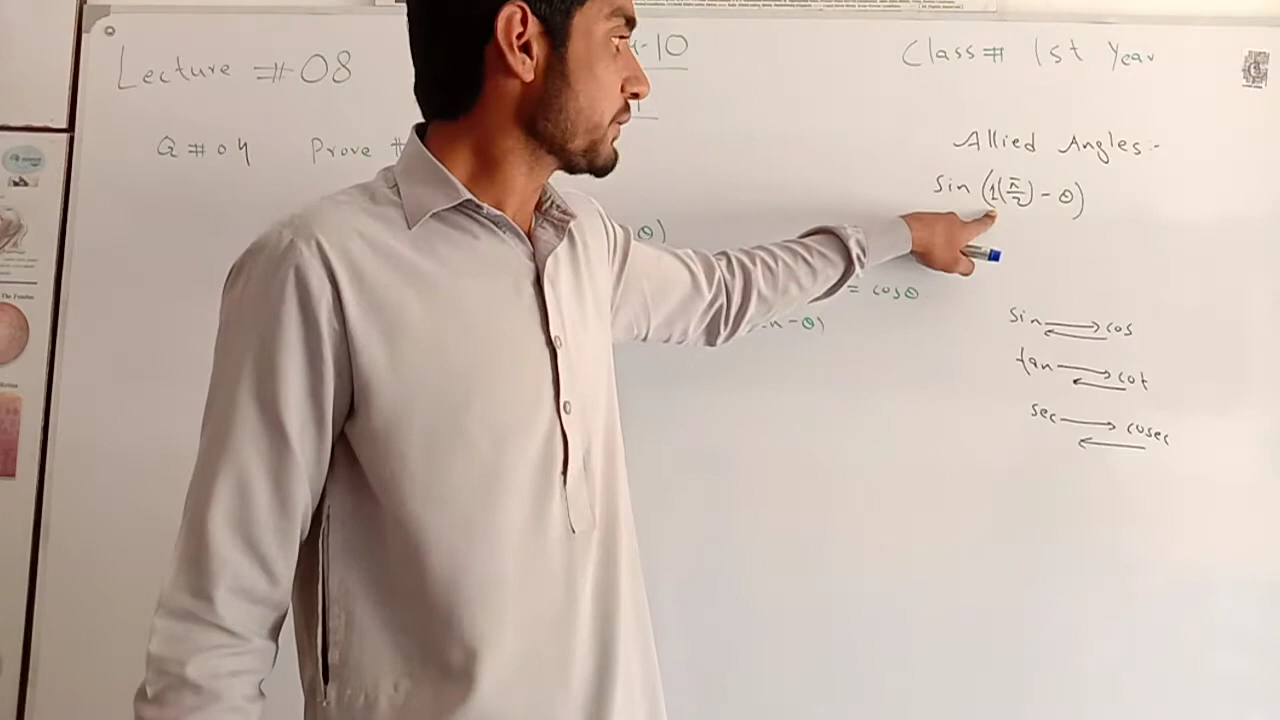 Lecture # 08
-10
Class# 1st Year
Q # 04 Prove
Allied Angles:-
Sin (1(π/2) - θ)
θ)
= cosθ
- θ)
Sin ⇌ cos
tan ⇌ cot
sec ⇌ cosec